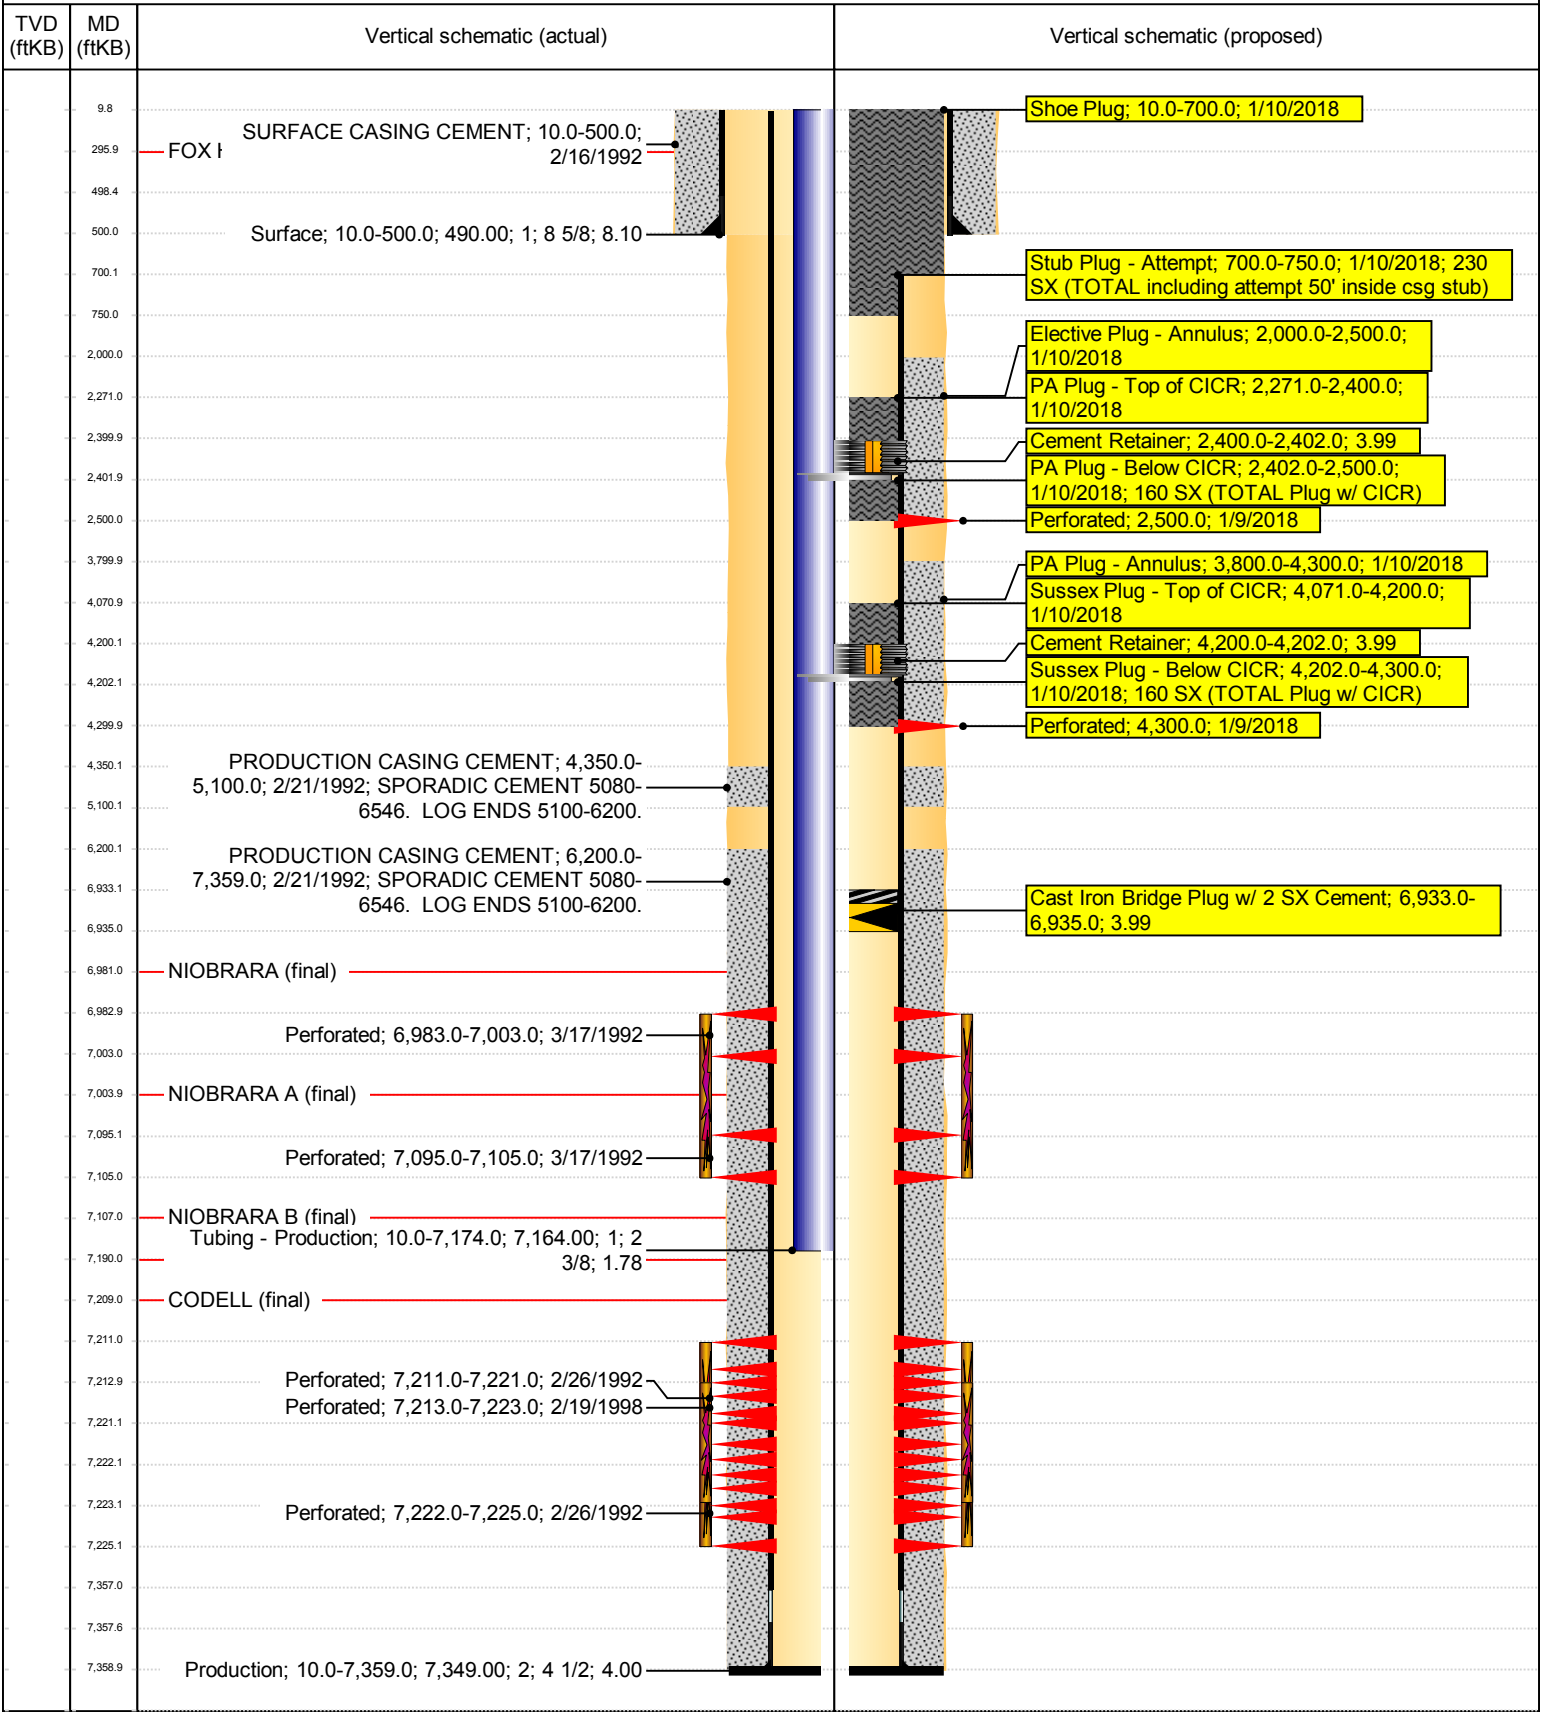 TVD
(ftKB)
MD
(ftKB)
Vertical schematic (actual)
Vertical schematic (proposed)
9.8
295.9
498.4
500.0
700.1
750.0
2,000.0
2,271.0
2,399.9
2,401.9
2,500.0
3,799.9
4,070.9
4,200.1
4,202.1
4,299.9
4,350.1
5,100.1
6,200.1
6,933.1
6,935.0
6,981.0
6,982.9
7,003.0
7,003.9
7,095.1
7,105.0
7,107.0
7,190.0
7,209.0
7,211.0
7,212.9
7,221.1
7,222.1
7,223.1
7,225.1
7,357.0
7,357.6
7,358.9
SURFACE CASING CEMENT; 10.0-500.0;
2/16/1992
FOX
Surface; 10.0-500.0; 490.00; 1; 8 5/8; 8.10
PRODUCTION CASING CEMENT; 4,350.0-
5,100.0; 2/21/1992; SPORADIC CEMENT 5080-
6546. LOG ENDS 5100-6200.
PRODUCTION CASING CEMENT; 6,200.0-
7,359.0; 2/21/1992; SPORADIC CEMENT 5080-
6546. LOG ENDS 5100-6200.
NIOBRARA (final)
Perforated; 6,983.0-7,003.0; 3/17/1992
NIOBRARA A (final)
Perforated; 7,095.0-7,105.0; 3/17/1992
NIOBRARA B (final)
Tubing - Production; 10.0-7,174.0; 7,164.00; 1; 2
3/8; 1.78
CODELL (final)
Perforated; 7,211.0-7,221.0; 2/26/1992
Perforated; 7,213.0-7,223.0; 2/19/1998
Perforated; 7,222.0-7,225.0; 2/26/1992
Production; 10.0-7,359.0; 7,349.00; 2; 4 1/2; 4.00
Shoe Plug; 10.0-700.0; 1/10/2018
Stub Plug - Attempt; 700.0-750.0; 1/10/2018; 230
SX (TOTAL including attempt 50' inside csg stub)
Elective Plug - Annulus; 2,000.0-2,500.0;
1/10/2018
PA Plug - Top of CICR; 2,271.0-2,400.0;
1/10/2018
Cement Retainer; 2,400.0-2,402.0; 3.99
PA Plug - Below CICR; 2,402.0-2,500.0;
1/10/2018; 160 SX (TOTAL Plug w/ CICR)
Perforated; 2,500.0; 1/9/2018
PA Plug - Annulus; 3,800.0-4,300.0; 1/10/2018
Sussex Plug - Top of CICR; 4,071.0-4,200.0;
1/10/2018
Cement Retainer; 4,200.0-4,202.0; 3.99
Sussex Plug - Below CICR; 4,202.0-4,300.0;
1/10/2018; 160 SX (TOTAL Plug w/ CICR)
Perforated; 4,300.0; 1/9/2018
Cast Iron Bridge Plug w/ 2 SX Cement; 6,933.0-
6,935.0; 3.99